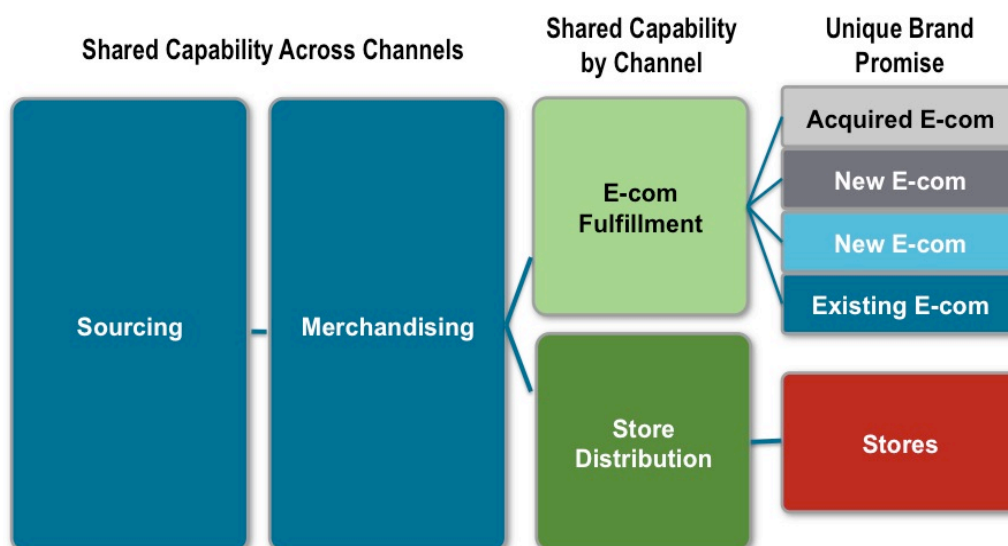 Shared Capability Across Channels
Shared Capability
by Channel
Unique Brand
Promise
Sourcing
Merchandising
E-com
Fulfillment
Store
Distribution
Acquired E-com
New E-com
New E-com
Existing E-com
Stores